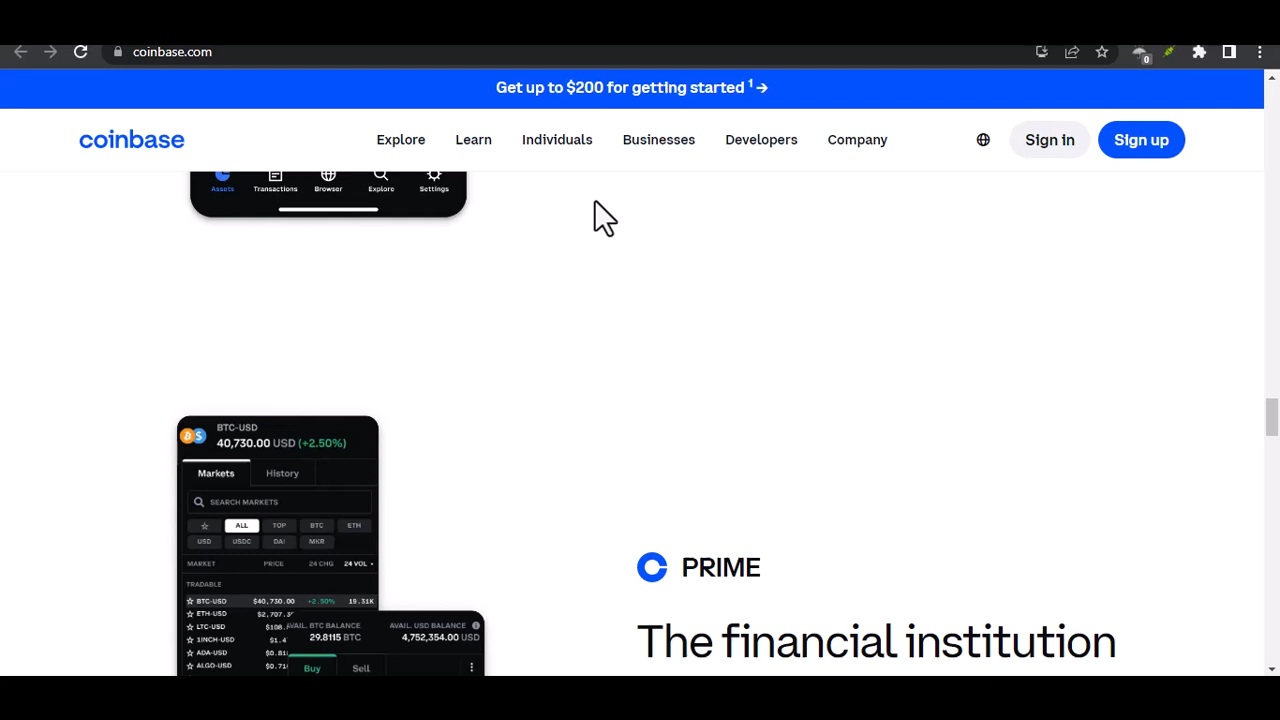 coinbase.com
0
Get up to $200 for getting started 1 →
coinbase
Explore
Learn
Individuals
Businesses
Developers
Company
Sign in
Sign up
Assets
Transactions
Browser
Explore
Settings
BTC-USD
40,730.00 USD (+2.50%)
Markets
History
SEARCH MARKETS
ALL
TOP
BTC
ETH
USD
USDC
DAI
MKR
MARKET
PRICE
24 CHG
24 VOL
TRADABLE
BTC-USD $40,730.00 +2.50% 19.31K
ETH-USD
LTC-USD
1INCH-USD
ADA-USD
ALGO-USD
AVAIL. BTC BALANCE
29.8115 BTC
AVAIL. USD BALANCE
4,752,354.00 USD
Buy
Sell
PRIME
The financial institution